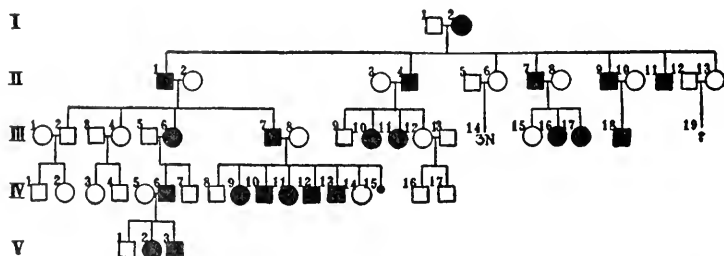 I 1 2
II 1 2 3 4 5 6 7 8 9 10 11 12 13
III 1 2 3 4 5 6 7 8 9 10 11 12 13 14 3N 15 16 17 18 19 ?
IV 1 2 3 4 5 6 7 8 9 10 11 12 13 14 15 16 17
V 1 2 3